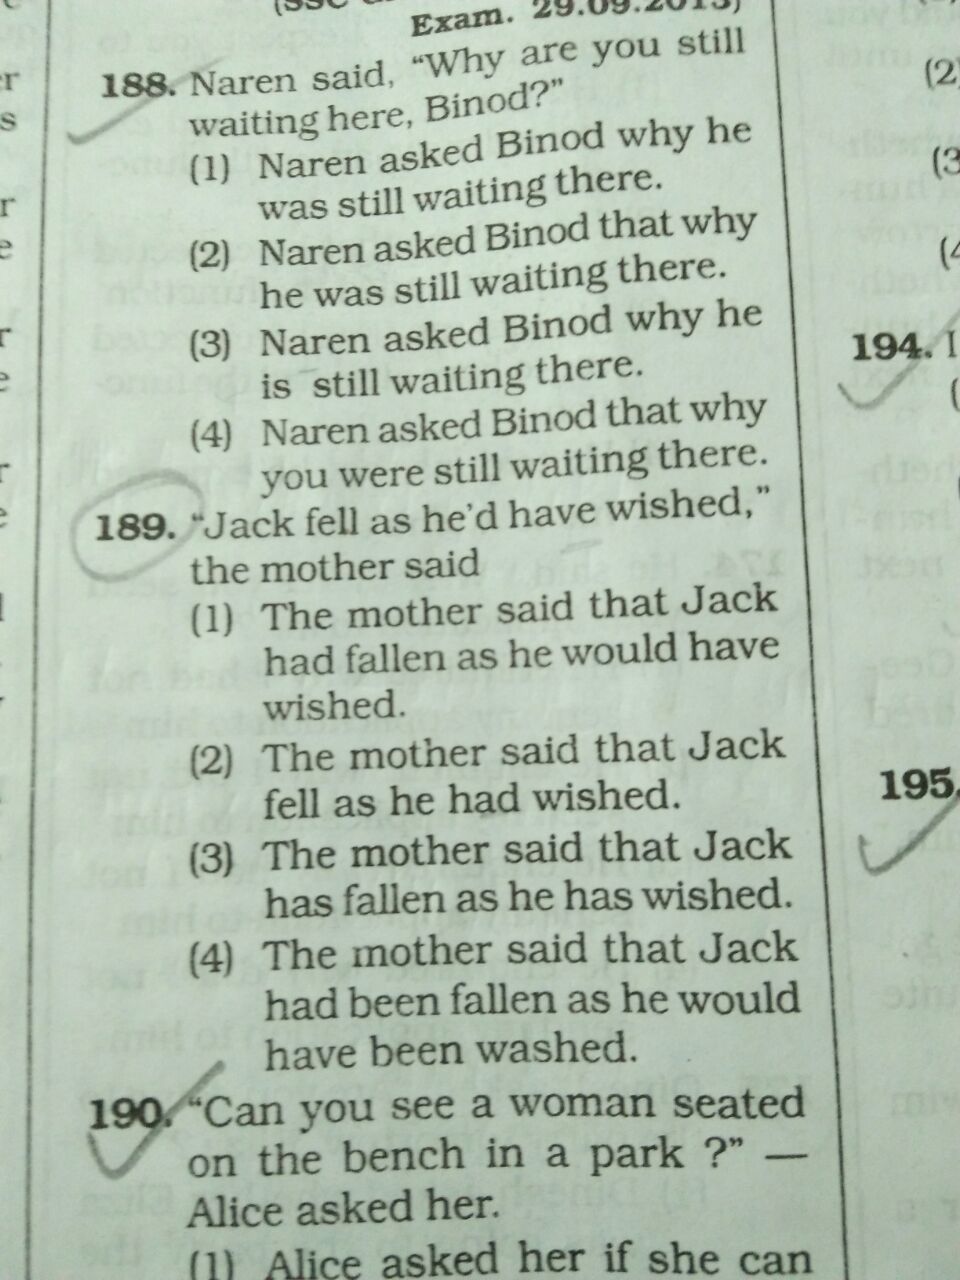 Exam. 29.09.2013)
188. Naren said, “Why are you still
waiting here, Binod?”
(1) Naren asked Binod why he
was still waiting there.
(2) Naren asked Binod that why
he was still waiting there.
(3) Naren asked Binod why he
is still waiting there.
(4) Naren asked Binod that why
you were still waiting there.
189. “Jack fell as he’d have wished,”
the mother said
(1) The mother said that Jack
had fallen as he would have
wished.
(2) The mother said that Jack
fell as he had wished.
(3) The mother said that Jack
has fallen as he has wished.
(4) The mother said that Jack
had been fallen as he would
have been washed.
190. “Can you see a woman seated
on the bench in a park ?” —
Alice asked her.
(1) Alice asked her if she can
(2)
194. I
195.